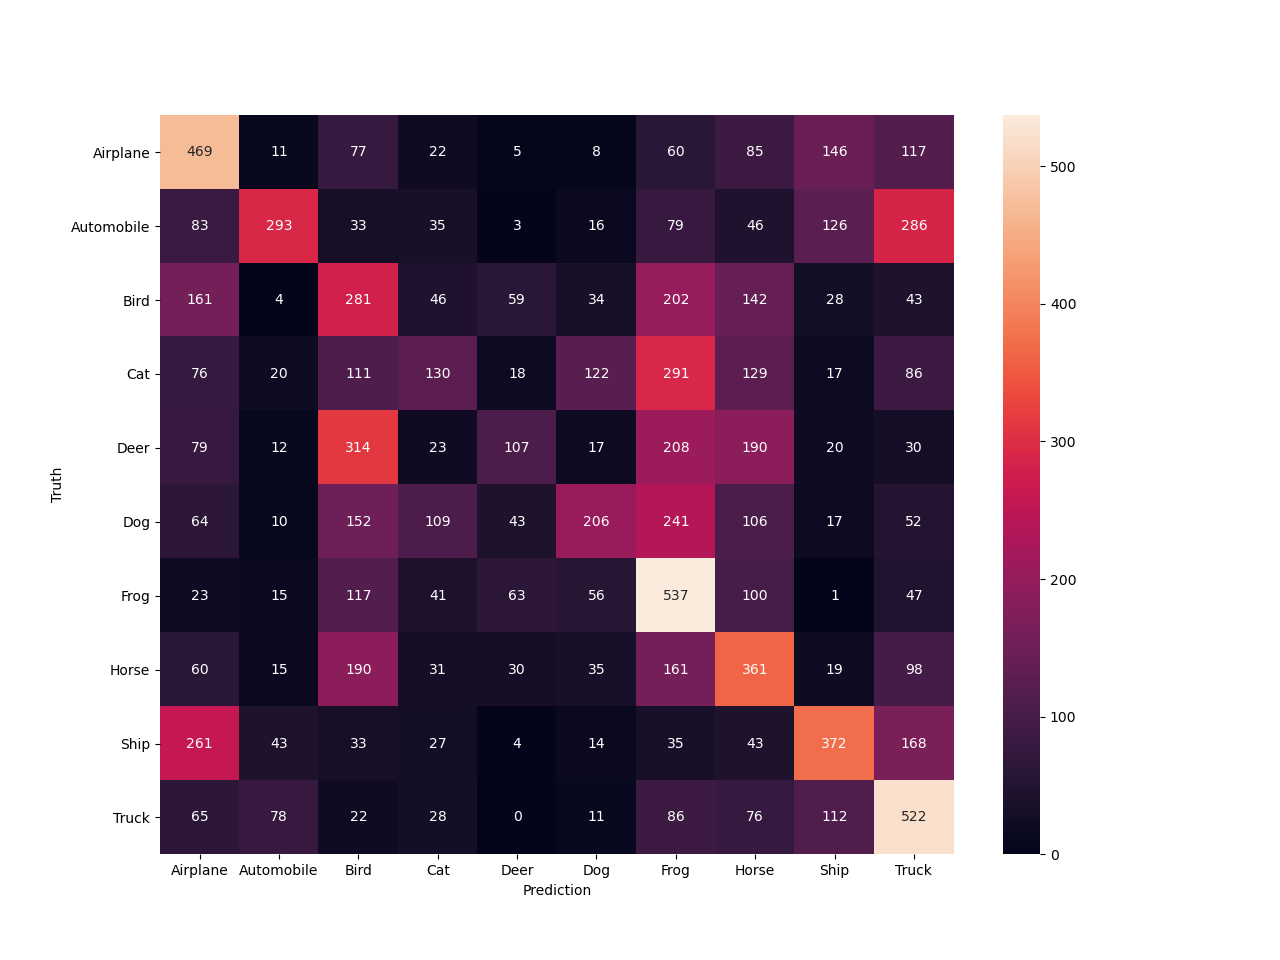 Airplane 469 11 77 22 5 8 60 85 146 117
500
Automobile 83 293 33 35 3 16 79 46 126 286
Bird 161 4 281 46 59 34 202 142 28 43
400
Cat 76 20 111 130 18 122 291 129 17 86
Deer 79 12 314 23 107 17 208 190 20 30
300
Truth
Dog 64 10 152 109 43 206 241 106 17 52
200
Frog 23 15 117 41 63 56 537 100 1 47
Horse 60 15 190 31 30 35 161 361 19 98
100
Ship 261 43 33 27 4 14 35 43 372 168
Truck 65 78 22 28 0 11 86 76 112 522
0
Airplane Automobile Bird Cat Deer Dog Frog Horse Ship Truck
Prediction